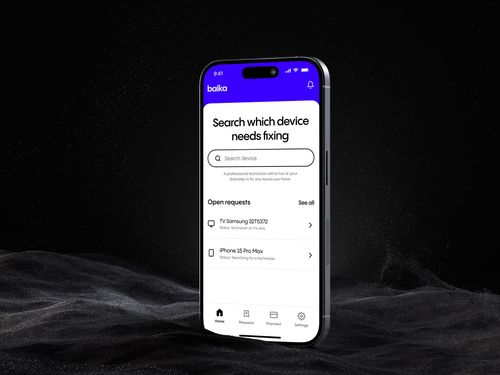 9:41
baika
Search which device
needs fixing
Search device
A professional technician will arrive at your
doorstep to fix any issues you have.
Open requests
See all
TV Samsung 32T5372
Status: Technician on it's way
iPhone 15 Pro Max
Status: Searching for a technician
Home
Requests
Payment
Settings